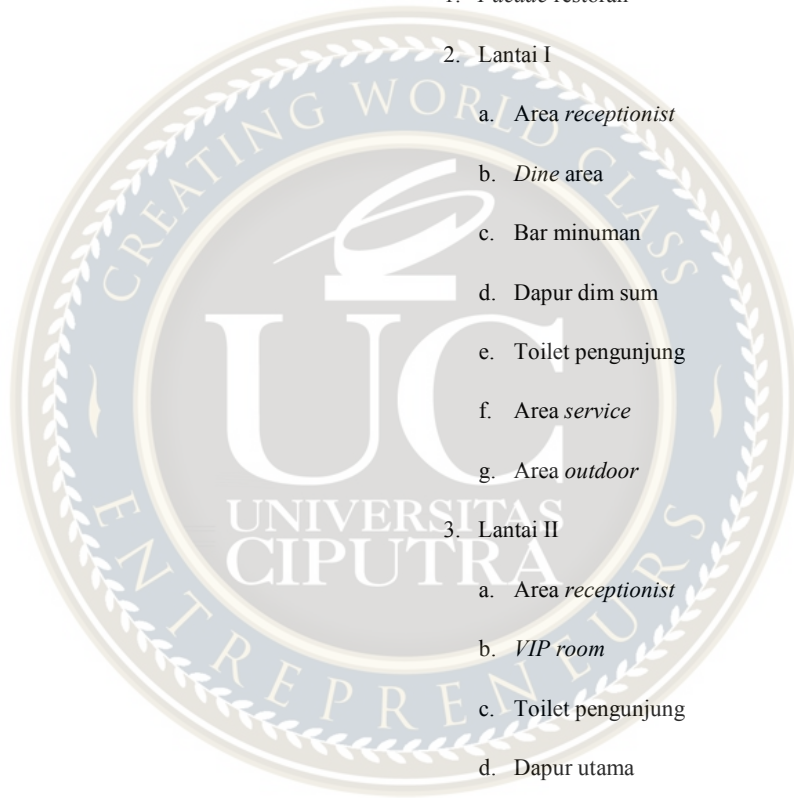 2. Lantai I
a. Area receptionist
b. Dine area
c. Bar minuman
d. Dapur dim sum
e. Toilet pengunjung
f. Area service
g. Area outdoor
3. Lantai II
a. Area receptionist
b. VIP room
c. Toilet pengunjung
d. Dapur utama
CREATING WORLD CLASS
UC
UNIVERSITAS
CIPUTRA
ENTREPRENEURS